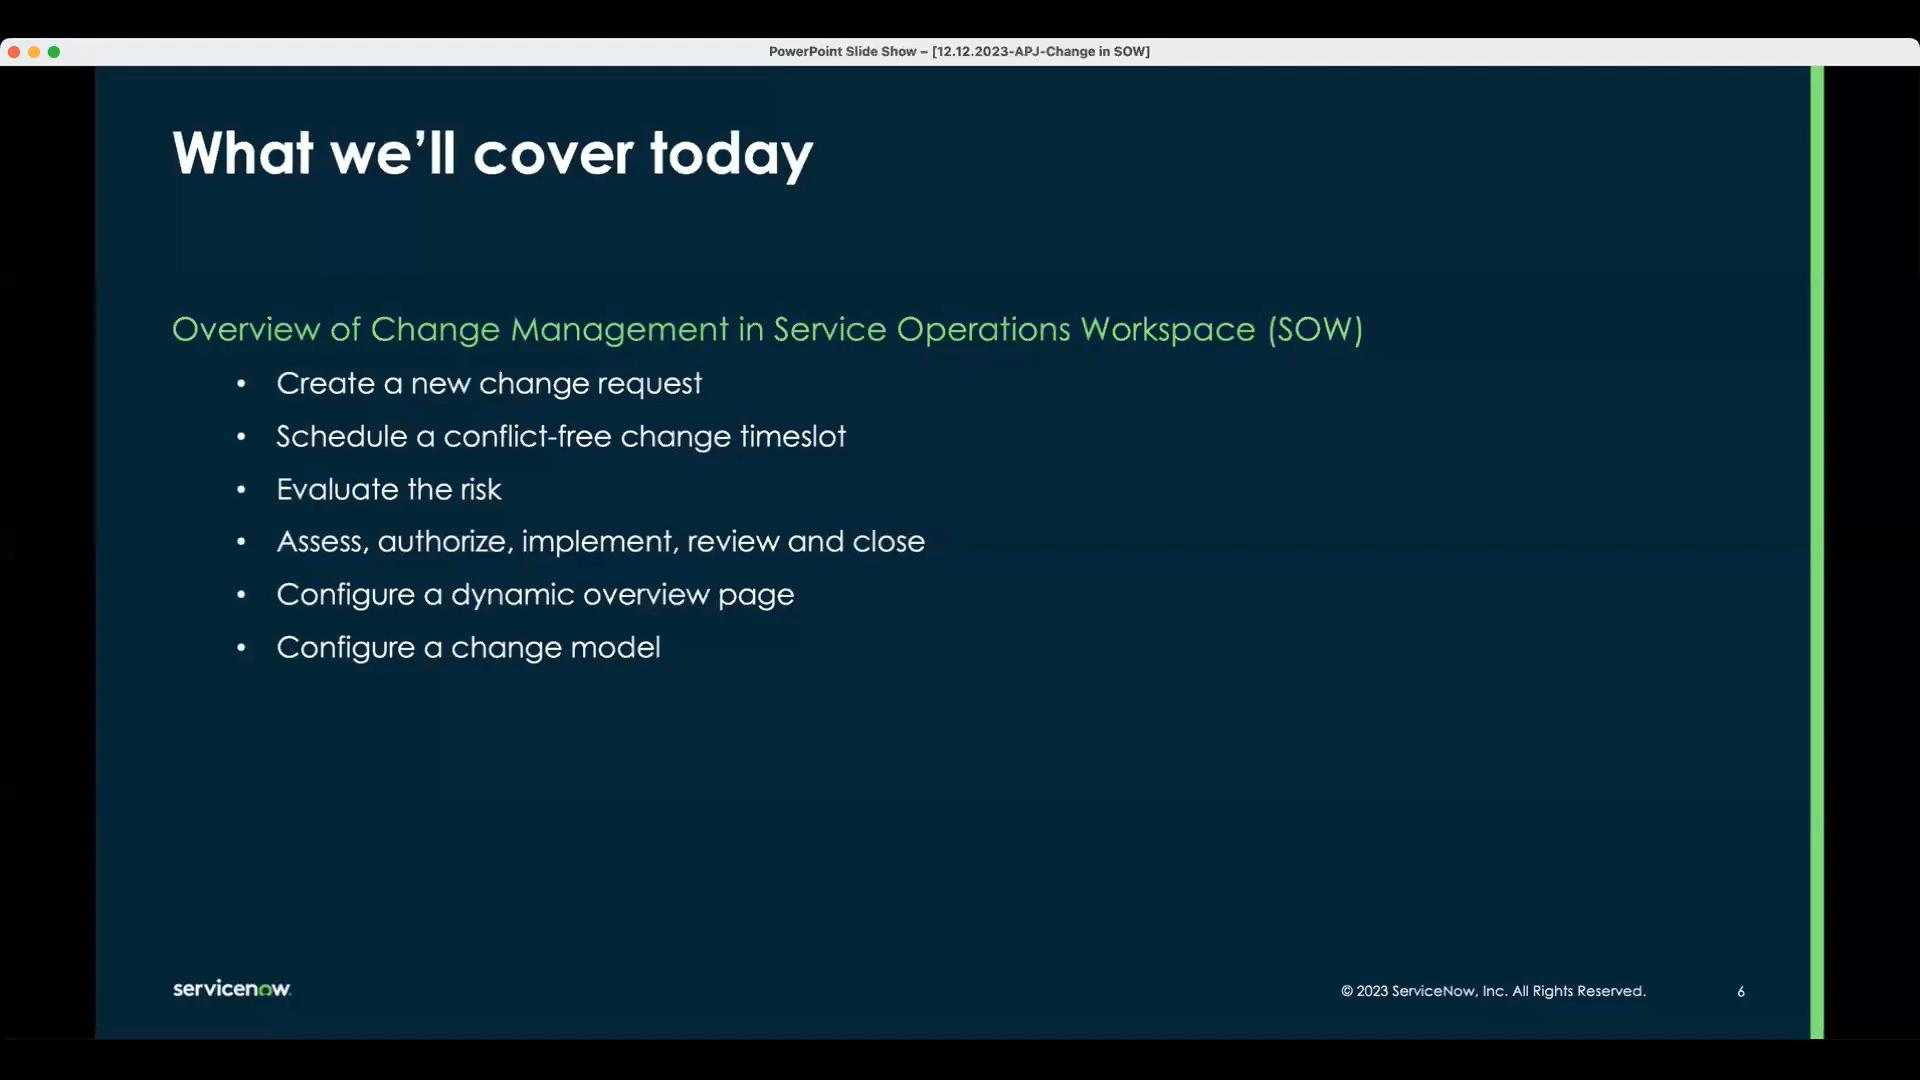 PowerPoint Slide Show – [12.12.2023-APJ-Change in SOW]
What we’ll cover today
Overview of Change Management in Service Operations Workspace (SOW)
• Create a new change request
• Schedule a conflict-free change timeslot
• Evaluate the risk
• Assess, authorize, implement, review and close
• Configure a dynamic overview page
• Configure a change model
servicenow.
© 2023 ServiceNow, Inc. All Rights Reserved.
6